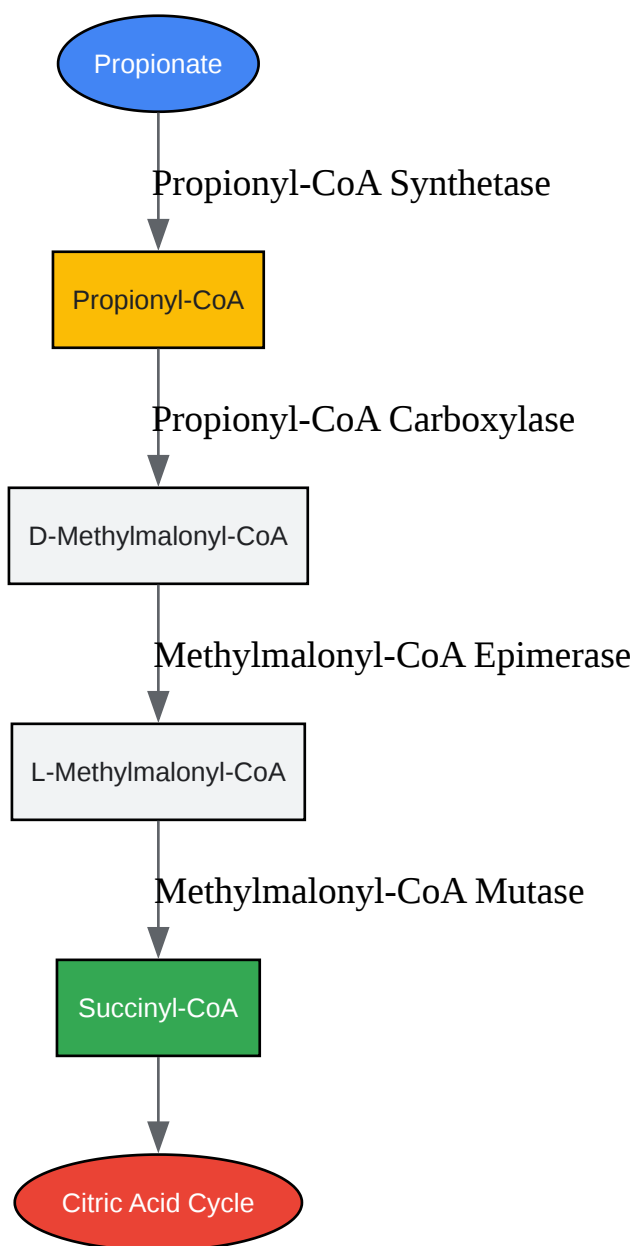 Propionate
Propionyl-CoA Synthetase
Propionyl-CoA
Propionyl-CoA Carboxylase
D-Methylmalonyl-CoA
Methylmalonyl-CoA Epimerase
L-Methylmalonyl-CoA
Methylmalonyl-CoA Mutase
Succinyl-CoA
Citric Acid Cycle